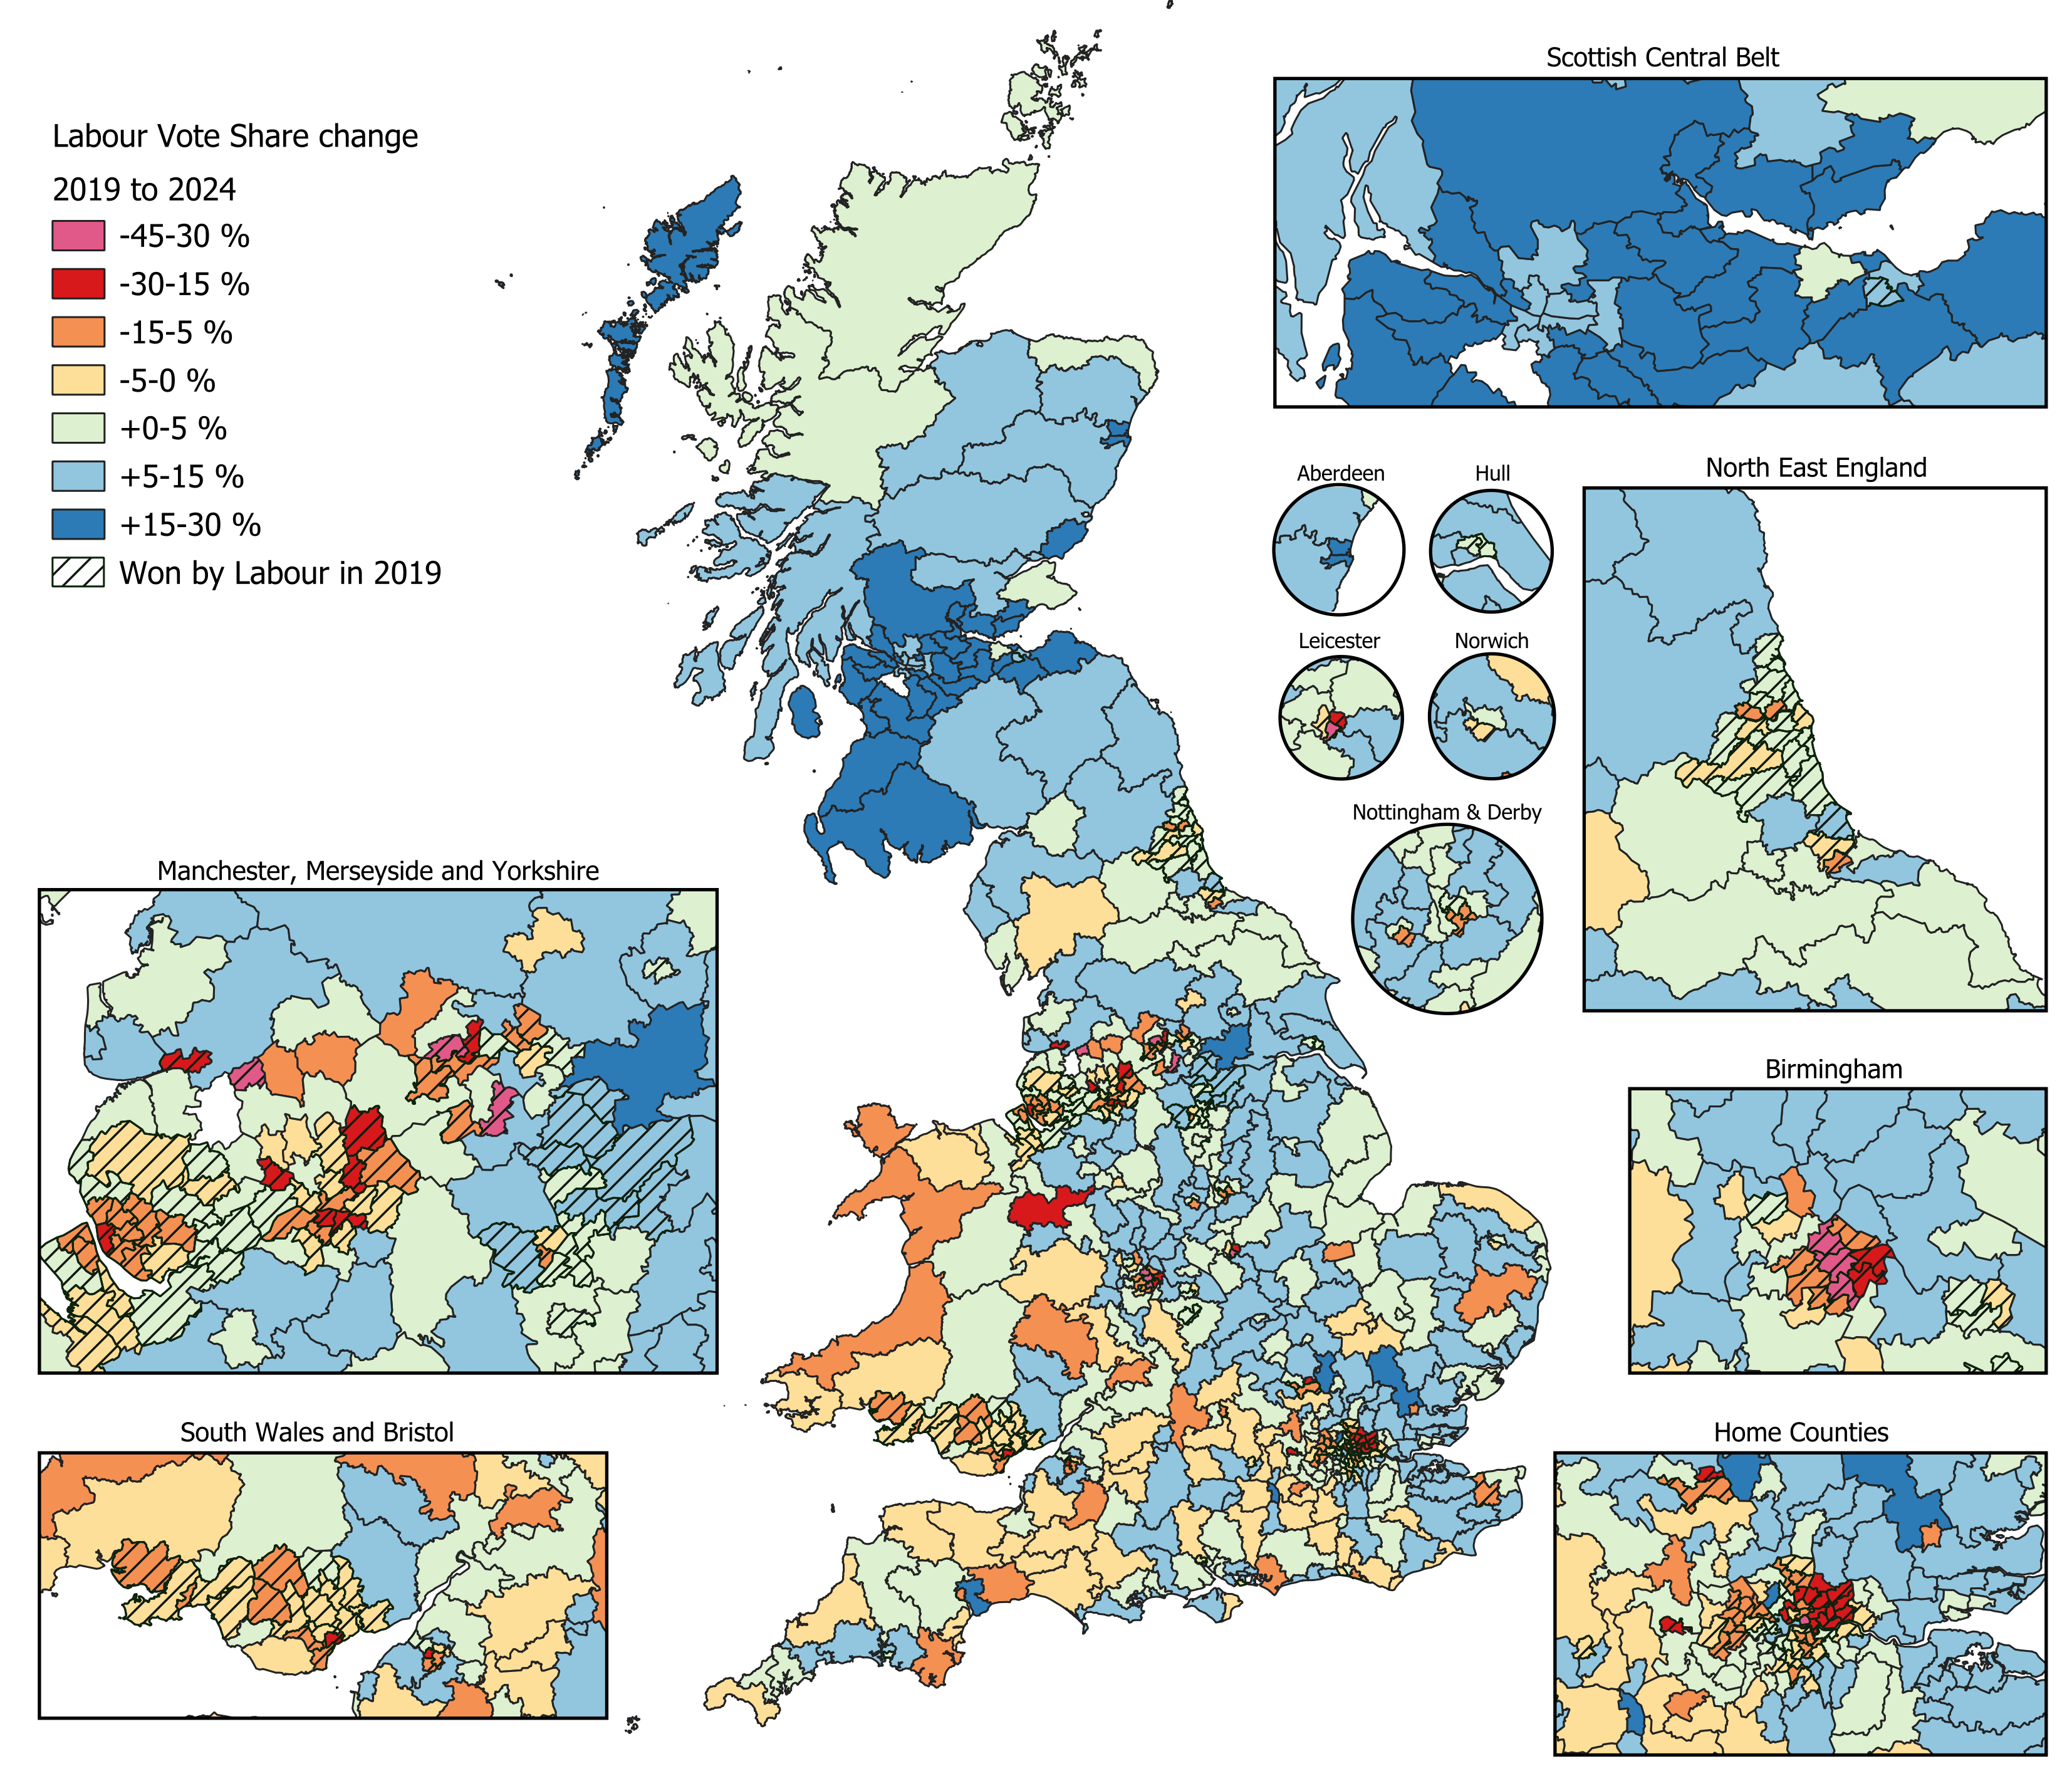 Labour Vote Share change
2019 to 2024
-45-30 %
-30-15 %
-15-5 %
-5-0 %
+0-5 %
+5-15 %
+15-30 %
Won by Labour in 2019
Scottish Central Belt
Aberdeen
Hull
North East England
Leicester
Norwich
Nottingham & Derby
Manchester, Merseyside and Yorkshire
Birmingham
South Wales and Bristol
Home Counties